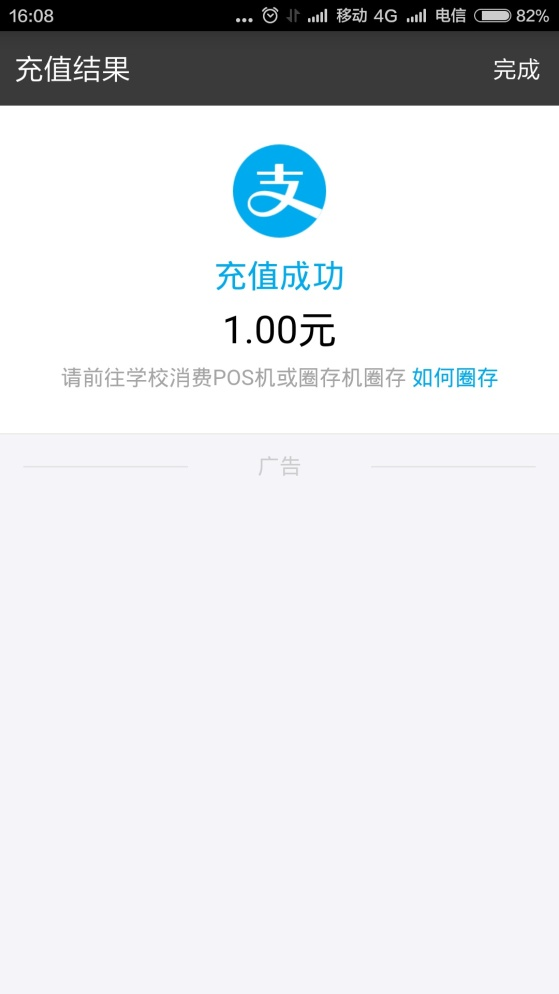 16:08 ... 移动 4G 电信 82%
充值结果 完成
支
充值成功
1.00元
请前往学校消费POS机或圈存机圈存 如何圈存
广告